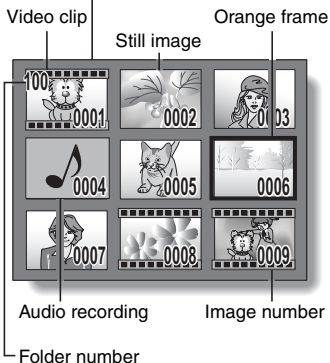 Video clip
Orange frame
Still image
100
0001
0002
0003
0004
0005
0006
0007
0008
0009
Audio recording
Image number
Folder number